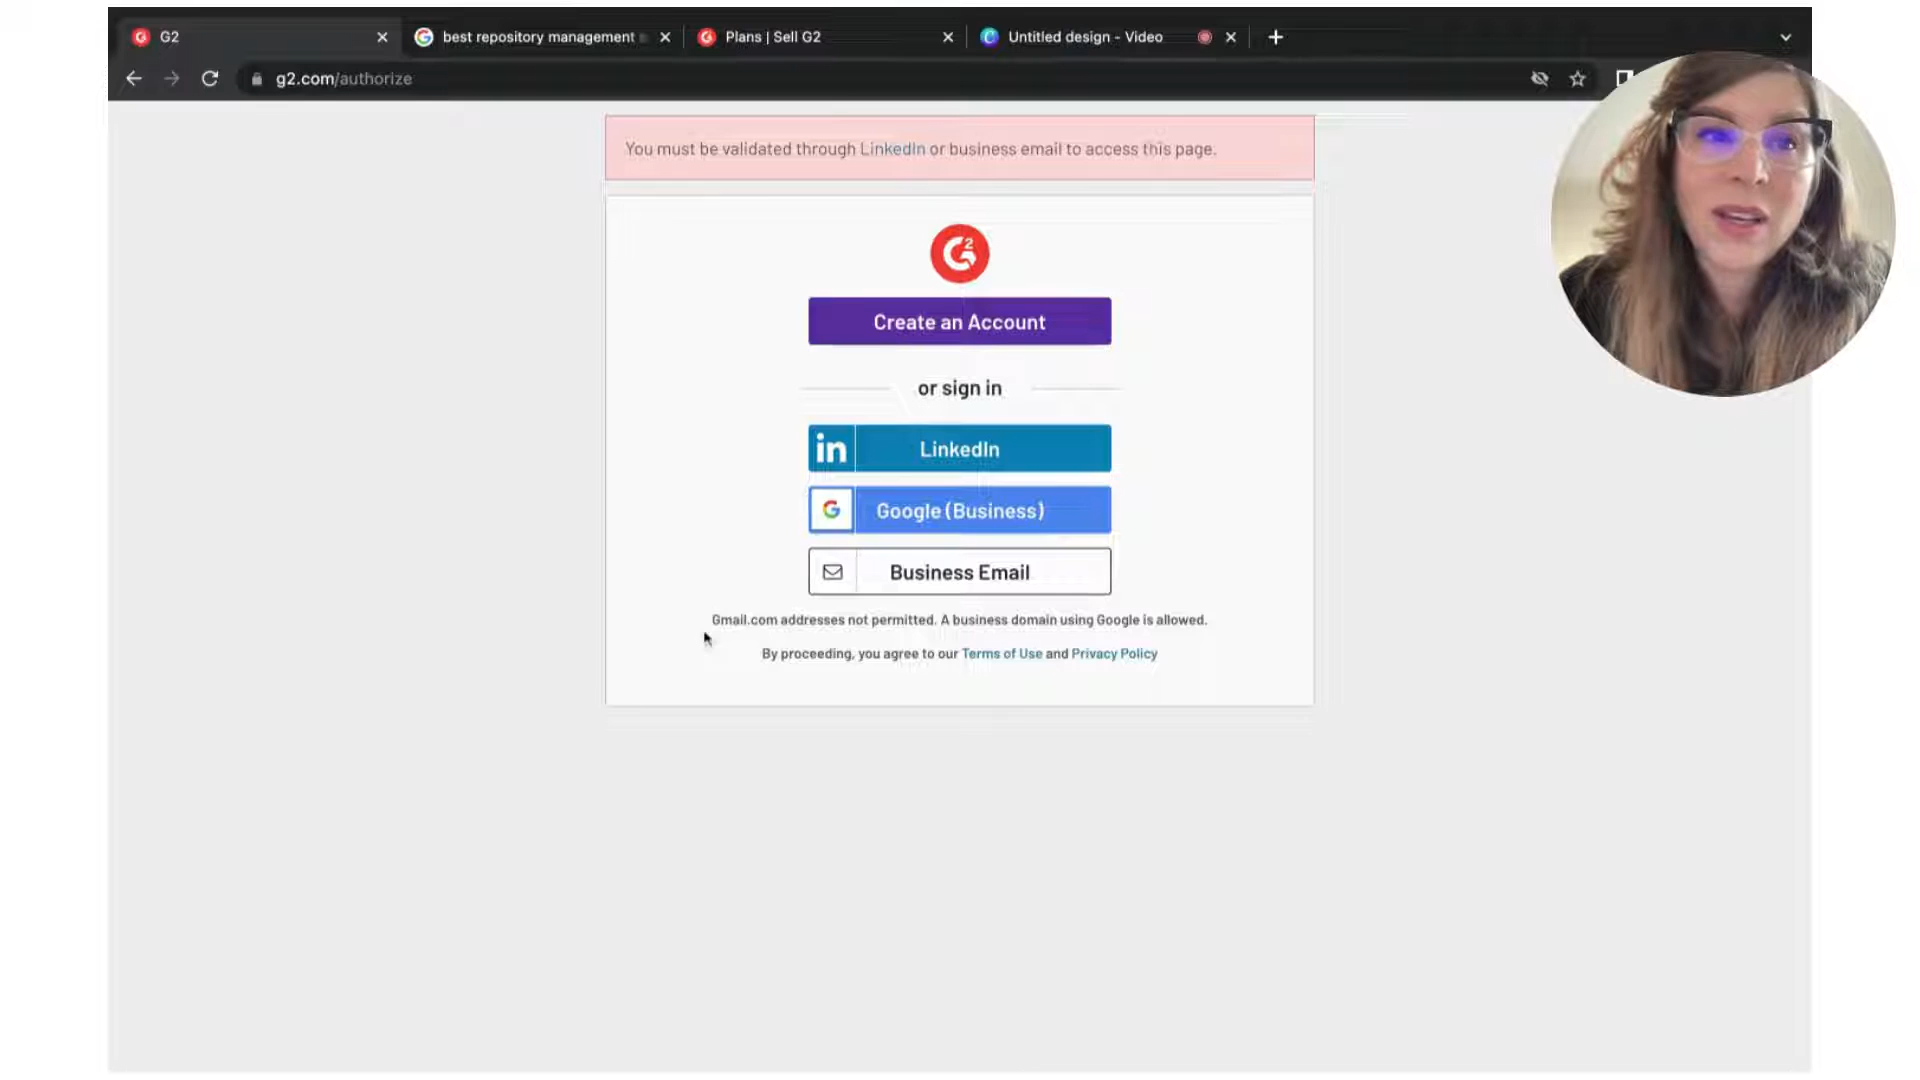 G2
best repository management
Plans | Sell G2
Untitled design - Video
g2.com/authorize
You must be validated through LinkedIn or business email to access this page.
G2
Create an Account
or sign in
in
LinkedIn
G
Google (Business)
Business Email
Gmail.com addresses not permitted. A business domain using Google is allowed.
By proceeding, you agree to our Terms of Use and Privacy Policy